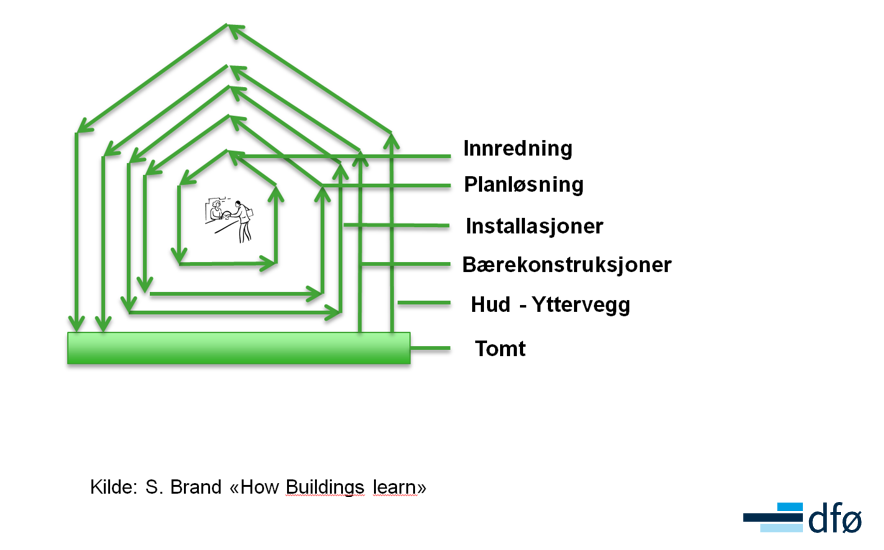 Innredning
Planløsning
Installasjoner
Bærekonstruksjoner
Hud - Yttervegg
Tomt
Kilde: S. Brand «How Buildings learn»
dfø